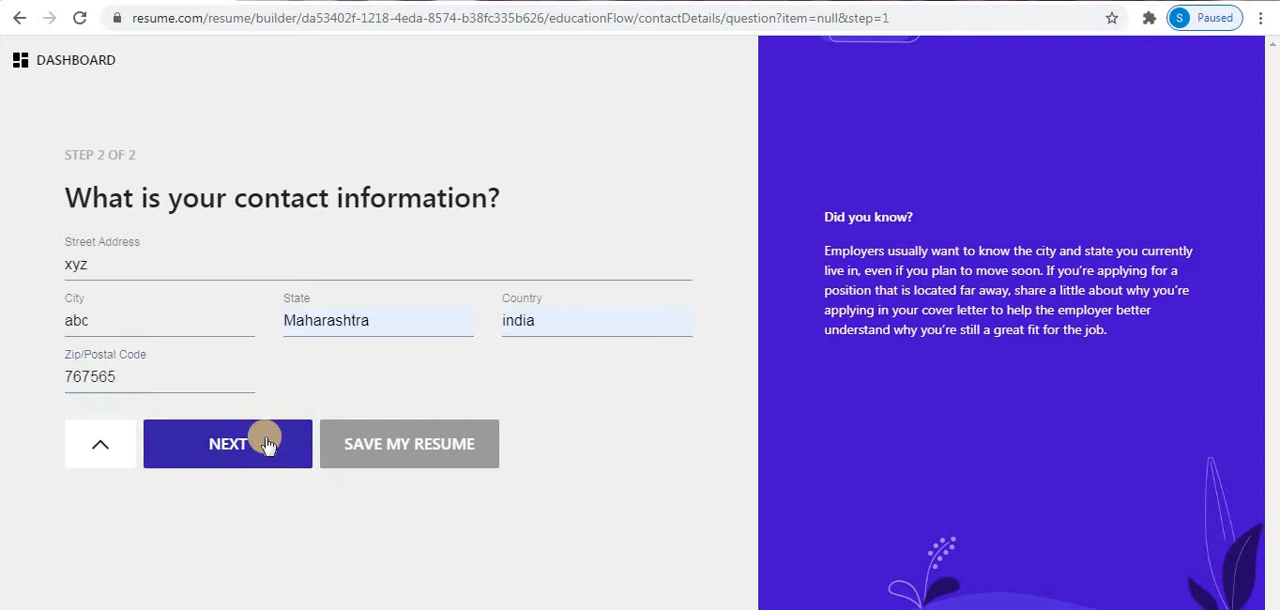 resume.com/resume/builder/da53402f-1218-4eda-8574-b38fc335b626/educationFlow/contactDetails/question?item=null&step=1
S Paused
DASHBOARD
STEP 2 OF 2
What is your contact information?
Street Address
xyz
City State Country
abc Maharashtra india
Zip/Postal Code
767565
NEXT SAVE MY RESUME
Did you know?
Employers usually want to know the city and state you currently
live in, even if you plan to move soon. If you’re applying for a
position that is located far away, share a little about why you’re
applying in your cover letter to help the employer better
understand why you’re still a great fit for the job.